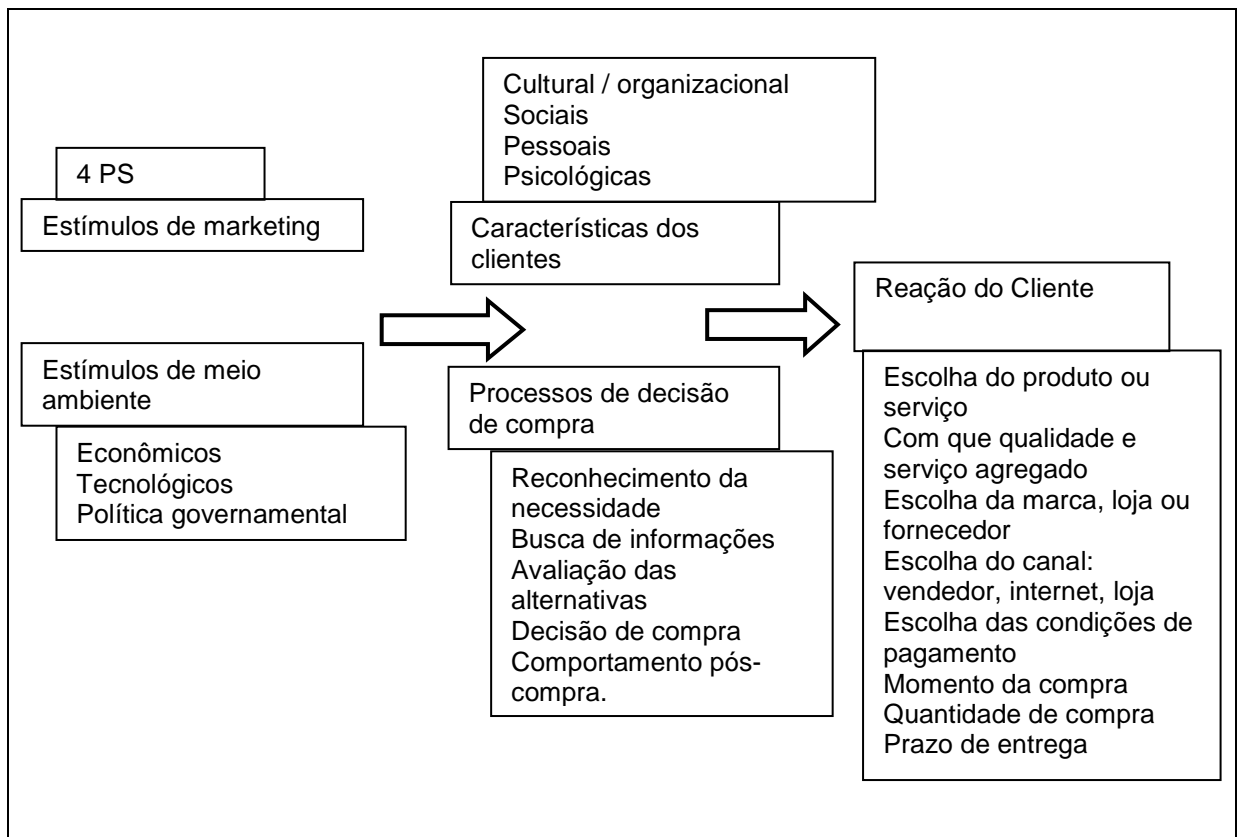 4 PS
Estímulos de marketing
Estímulos de meio
ambiente
Econômicos
Tecnológicos
Política governamental
Cultural / organizacional
Sociais
Pessoais
Psicológicas
Características dos
clientes
Processos de decisão
de compra
Reconhecimento da
necessidade
Busca de informações
Avaliação das
alternativas
Decisão de compra
Comportamento pós-
compra.
Reação do Cliente
Escolha do produto ou
serviço
Com que qualidade e
serviço agregado
Escolha da marca, loja ou
fornecedor
Escolha do canal:
vendedor, internet, loja
Escolha das condições de
pagamento
Momento da compra
Quantidade de compra
Prazo de entrega